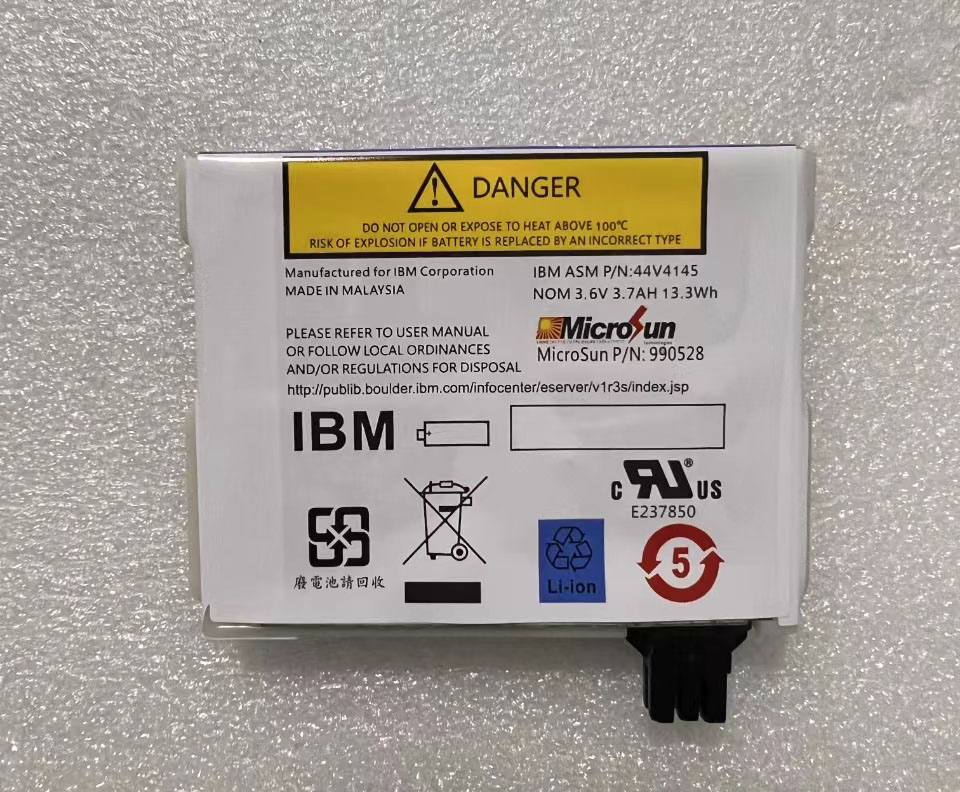 DANGER
DO NOT OPEN OR EXPOSE TO HEAT ABOVE 100℃
RISK OF EXPLOSION IF BATTERY IS REPLACED BY AN INCORRECT TYPE
Manufactured for IBM Corporation
MADE IN MALAYSIA
IBM ASM P/N:44V4145
NOM 3.6V 3.7AH 13.3Wh
MicroSun
technologies
MicroSun P/N: 990528
PLEASE REFER TO USER MANUAL
OR FOLLOW LOCAL ORDINANCES
AND/OR REGULATIONS FOR DISPOSAL
http://publib.boulder.ibm.com/infocenter/eserver/v1r3s/index.jsp
IBM
c RU® US
E237850
廢電池請回收
Li-ion
5